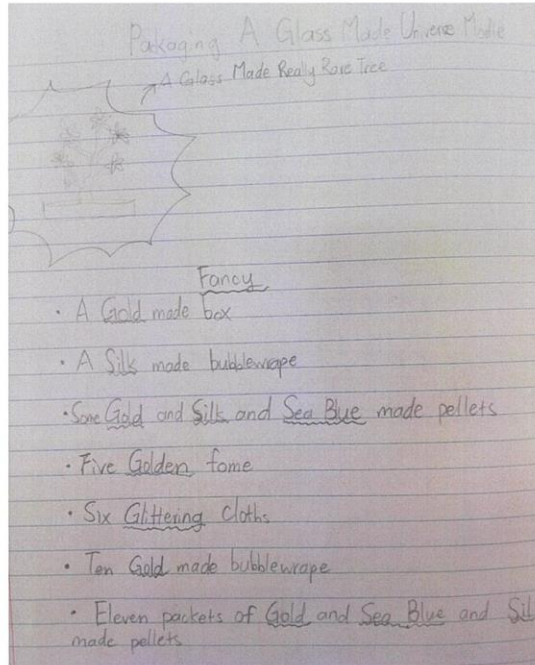 Pakaging A Glass Made Universe Modle
A Glass Made Really Rare Tree
Fancy
• A Gold made box
• A Silk made bubblewrape
• Some Gold and Silk and Sea Blue made pellets
• Five Golden fome
• Six Glittering cloths
• Ten Gold made bubblewrape
• Eleven packets of Gold and Sea Blue and Sil
made pellets